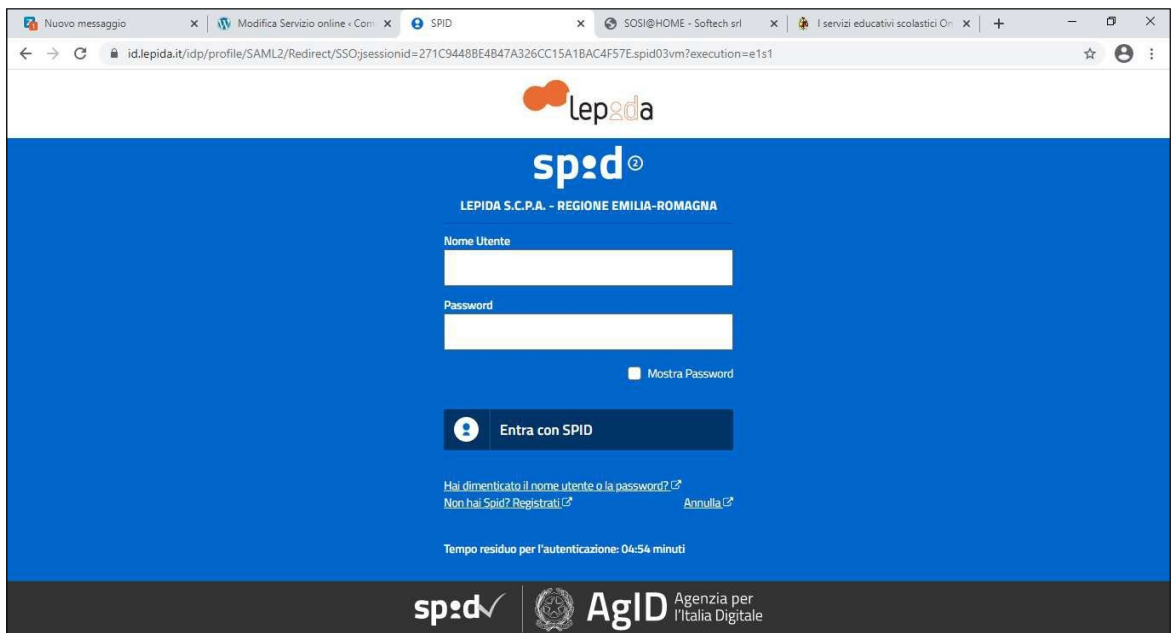 Nuovo messaggio
Modifica Servizio online ‹ Com
SPID
SOSI@HOME - Softech srl
I servizi educativi scolastici On
id.lepida.it/idp/profile/SAML2/Redirect/SSO;jsessionid=271C9448BE4B47A326CC15A1BAC4F57E.spid03vm?execution=e1s1
lepida
spid 2
LEPIDA S.C.P.A. - REGIONE EMILIA-ROMAGNA
Nome Utente
Password
Mostra Password
Entra con SPID
Hai dimenticato il nome utente o la password?
Non hai Spid? Registrati
Annulla
Tempo residuo per l'autenticazione: 04:54 minuti
spid
AgID Agenzia per
l'Italia Digitale